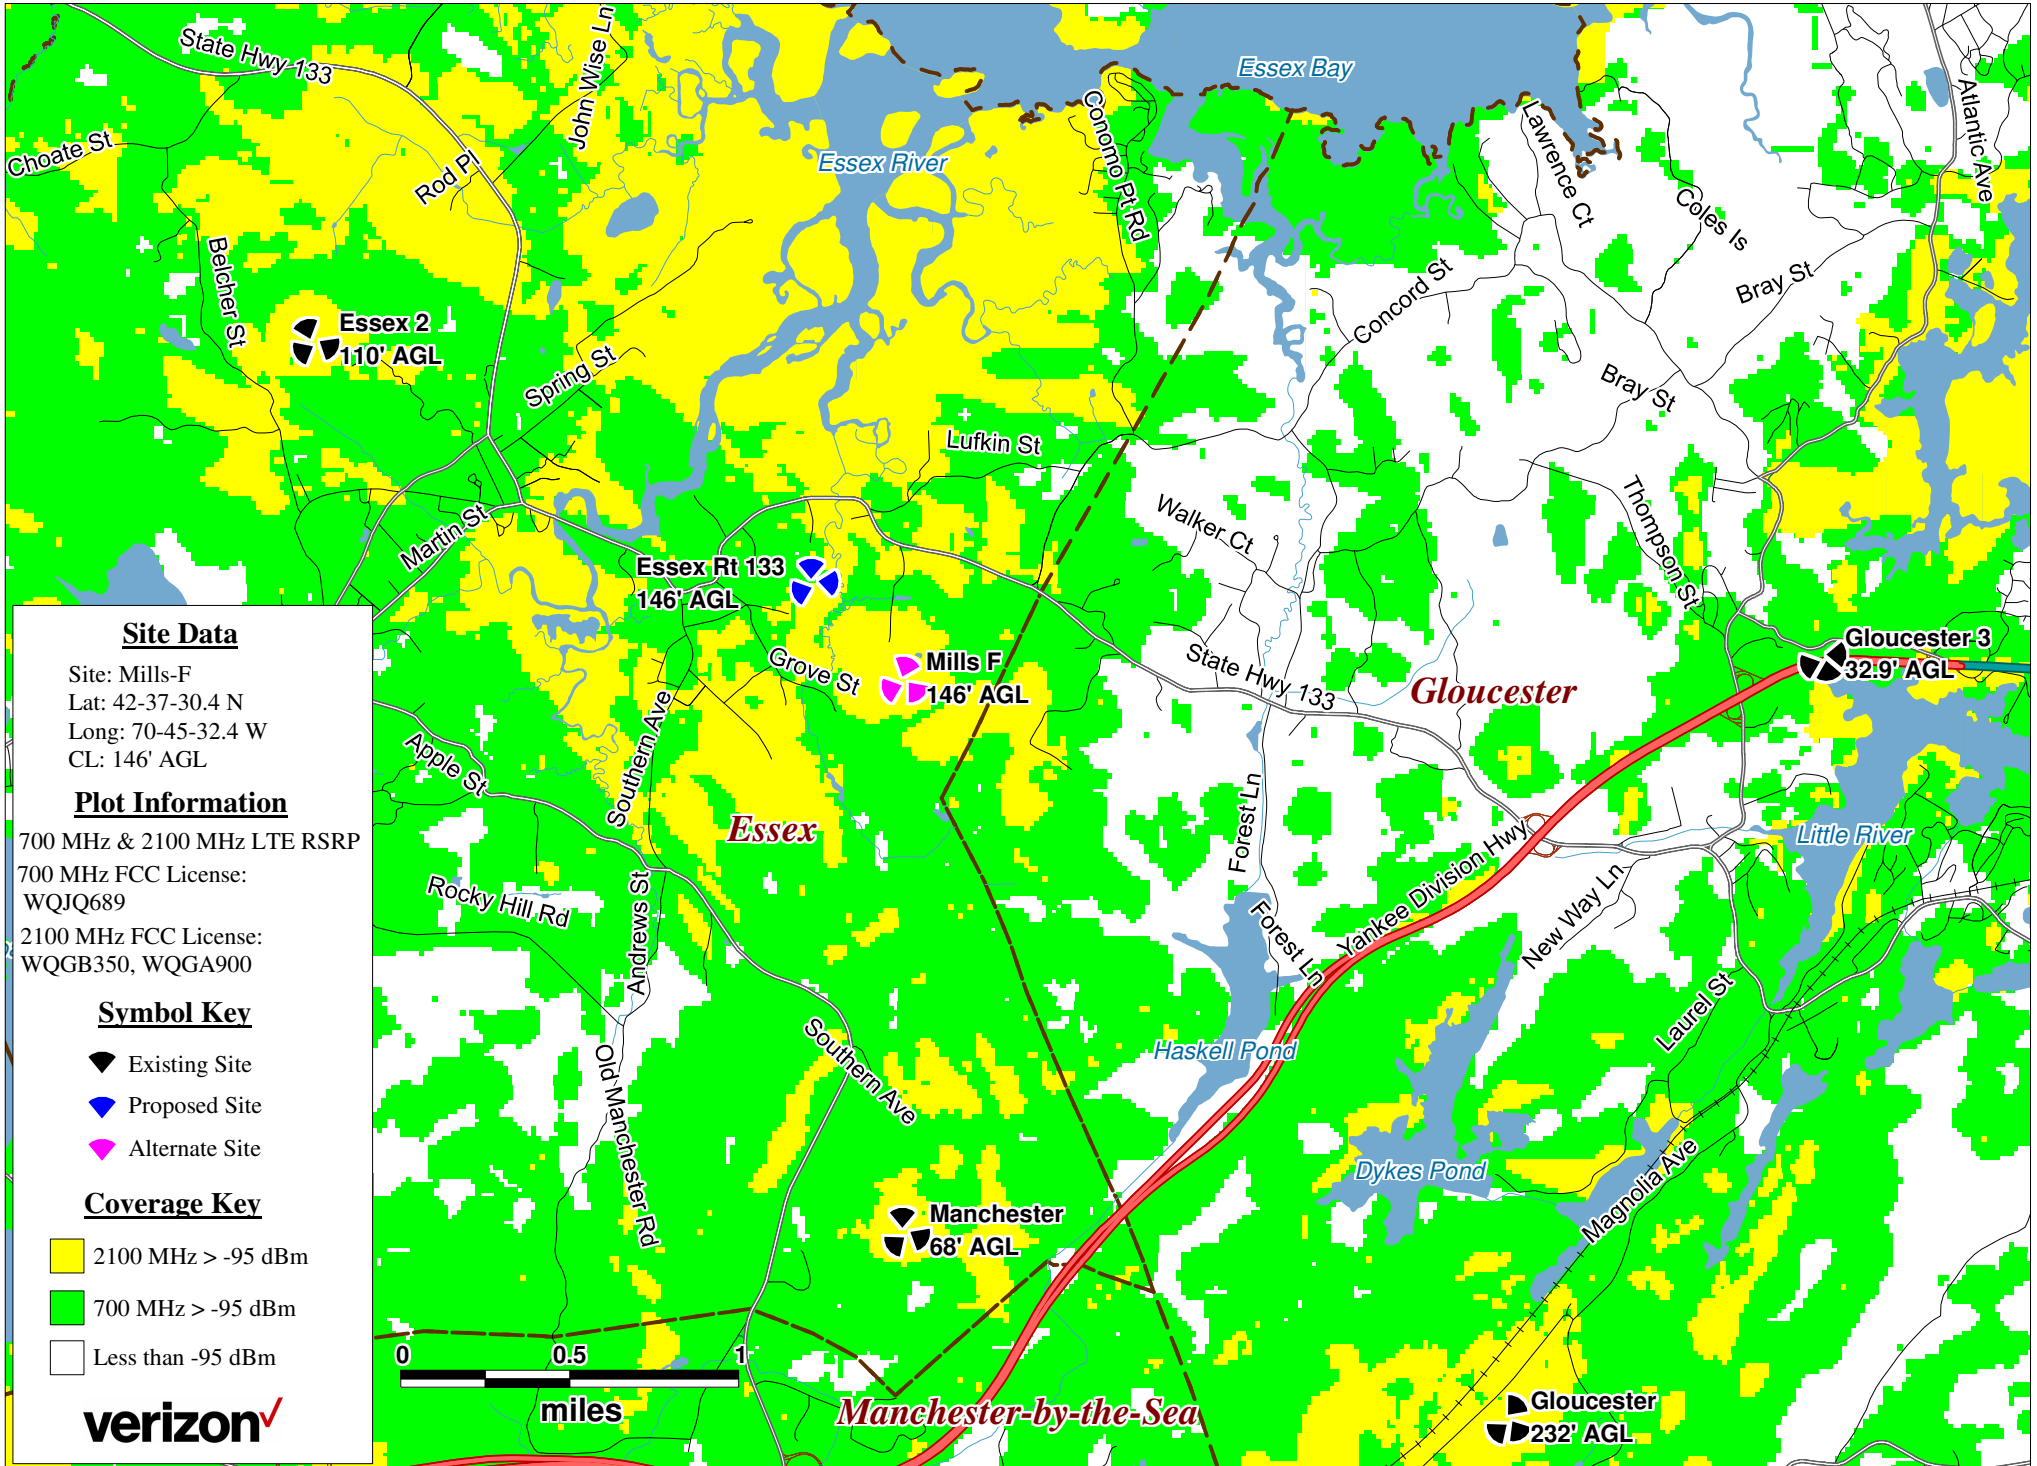 State Hwy 133
John Wise Ln
Essex Bay
Atlantic Ave
Choate St
Rod Pl
Essex River
Conomo Pt Rd
Lawrence Ct
Coles Is
Belcher St
Bray St
Concord St
Essex 2
110' AGL
Spring St
Bray St
Lufkin St
Martin St
Walker Ct
Thompson St
Essex Rt 133
146' AGL
Grove St
Mills F
146' AGL
State Hwy 133
Gloucester
Gloucester 3
32.9' AGL
Southern Ave
Apple St
Essex
Forest Ln
Little River
Yankee Division Hwy
Rocky Hill Rd
Andrews St
Forest Ln
New Way Ln
Laurel St
Southern Ave
Haskell Pond
Old Manchester Rd
Dykes Pond
Magnolia Ave
Manchester
68' AGL
Manchester-by-the-Sea
Gloucester
232' AGL
0 0.5 1
miles
Site Data
Site: Mills-F
Lat: 42-37-30.4 N
Long: 70-45-32.4 W
CL: 146' AGL
Plot Information
700 MHz & 2100 MHz LTE RSRP
700 MHz FCC License:
WQJQ689
2100 MHz FCC License:
WQGB350, WQGA900
Symbol Key
Existing Site
Proposed Site
Alternate Site
Coverage Key
2100 MHz > -95 dBm
700 MHz > -95 dBm
Less than -95 dBm
verizon